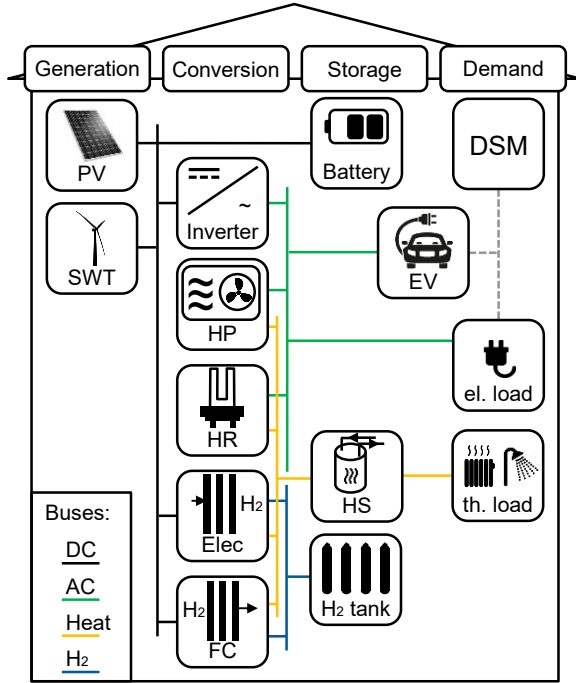 Generation
Conversion
Storage
Demand
PV
Battery
DSM
~
Inverter
SWT
EV
HP
el. load
HR
HS
th. load
H₂
Elec
H₂
FC
H₂ tank
Buses:
DC
AC
Heat
H₂